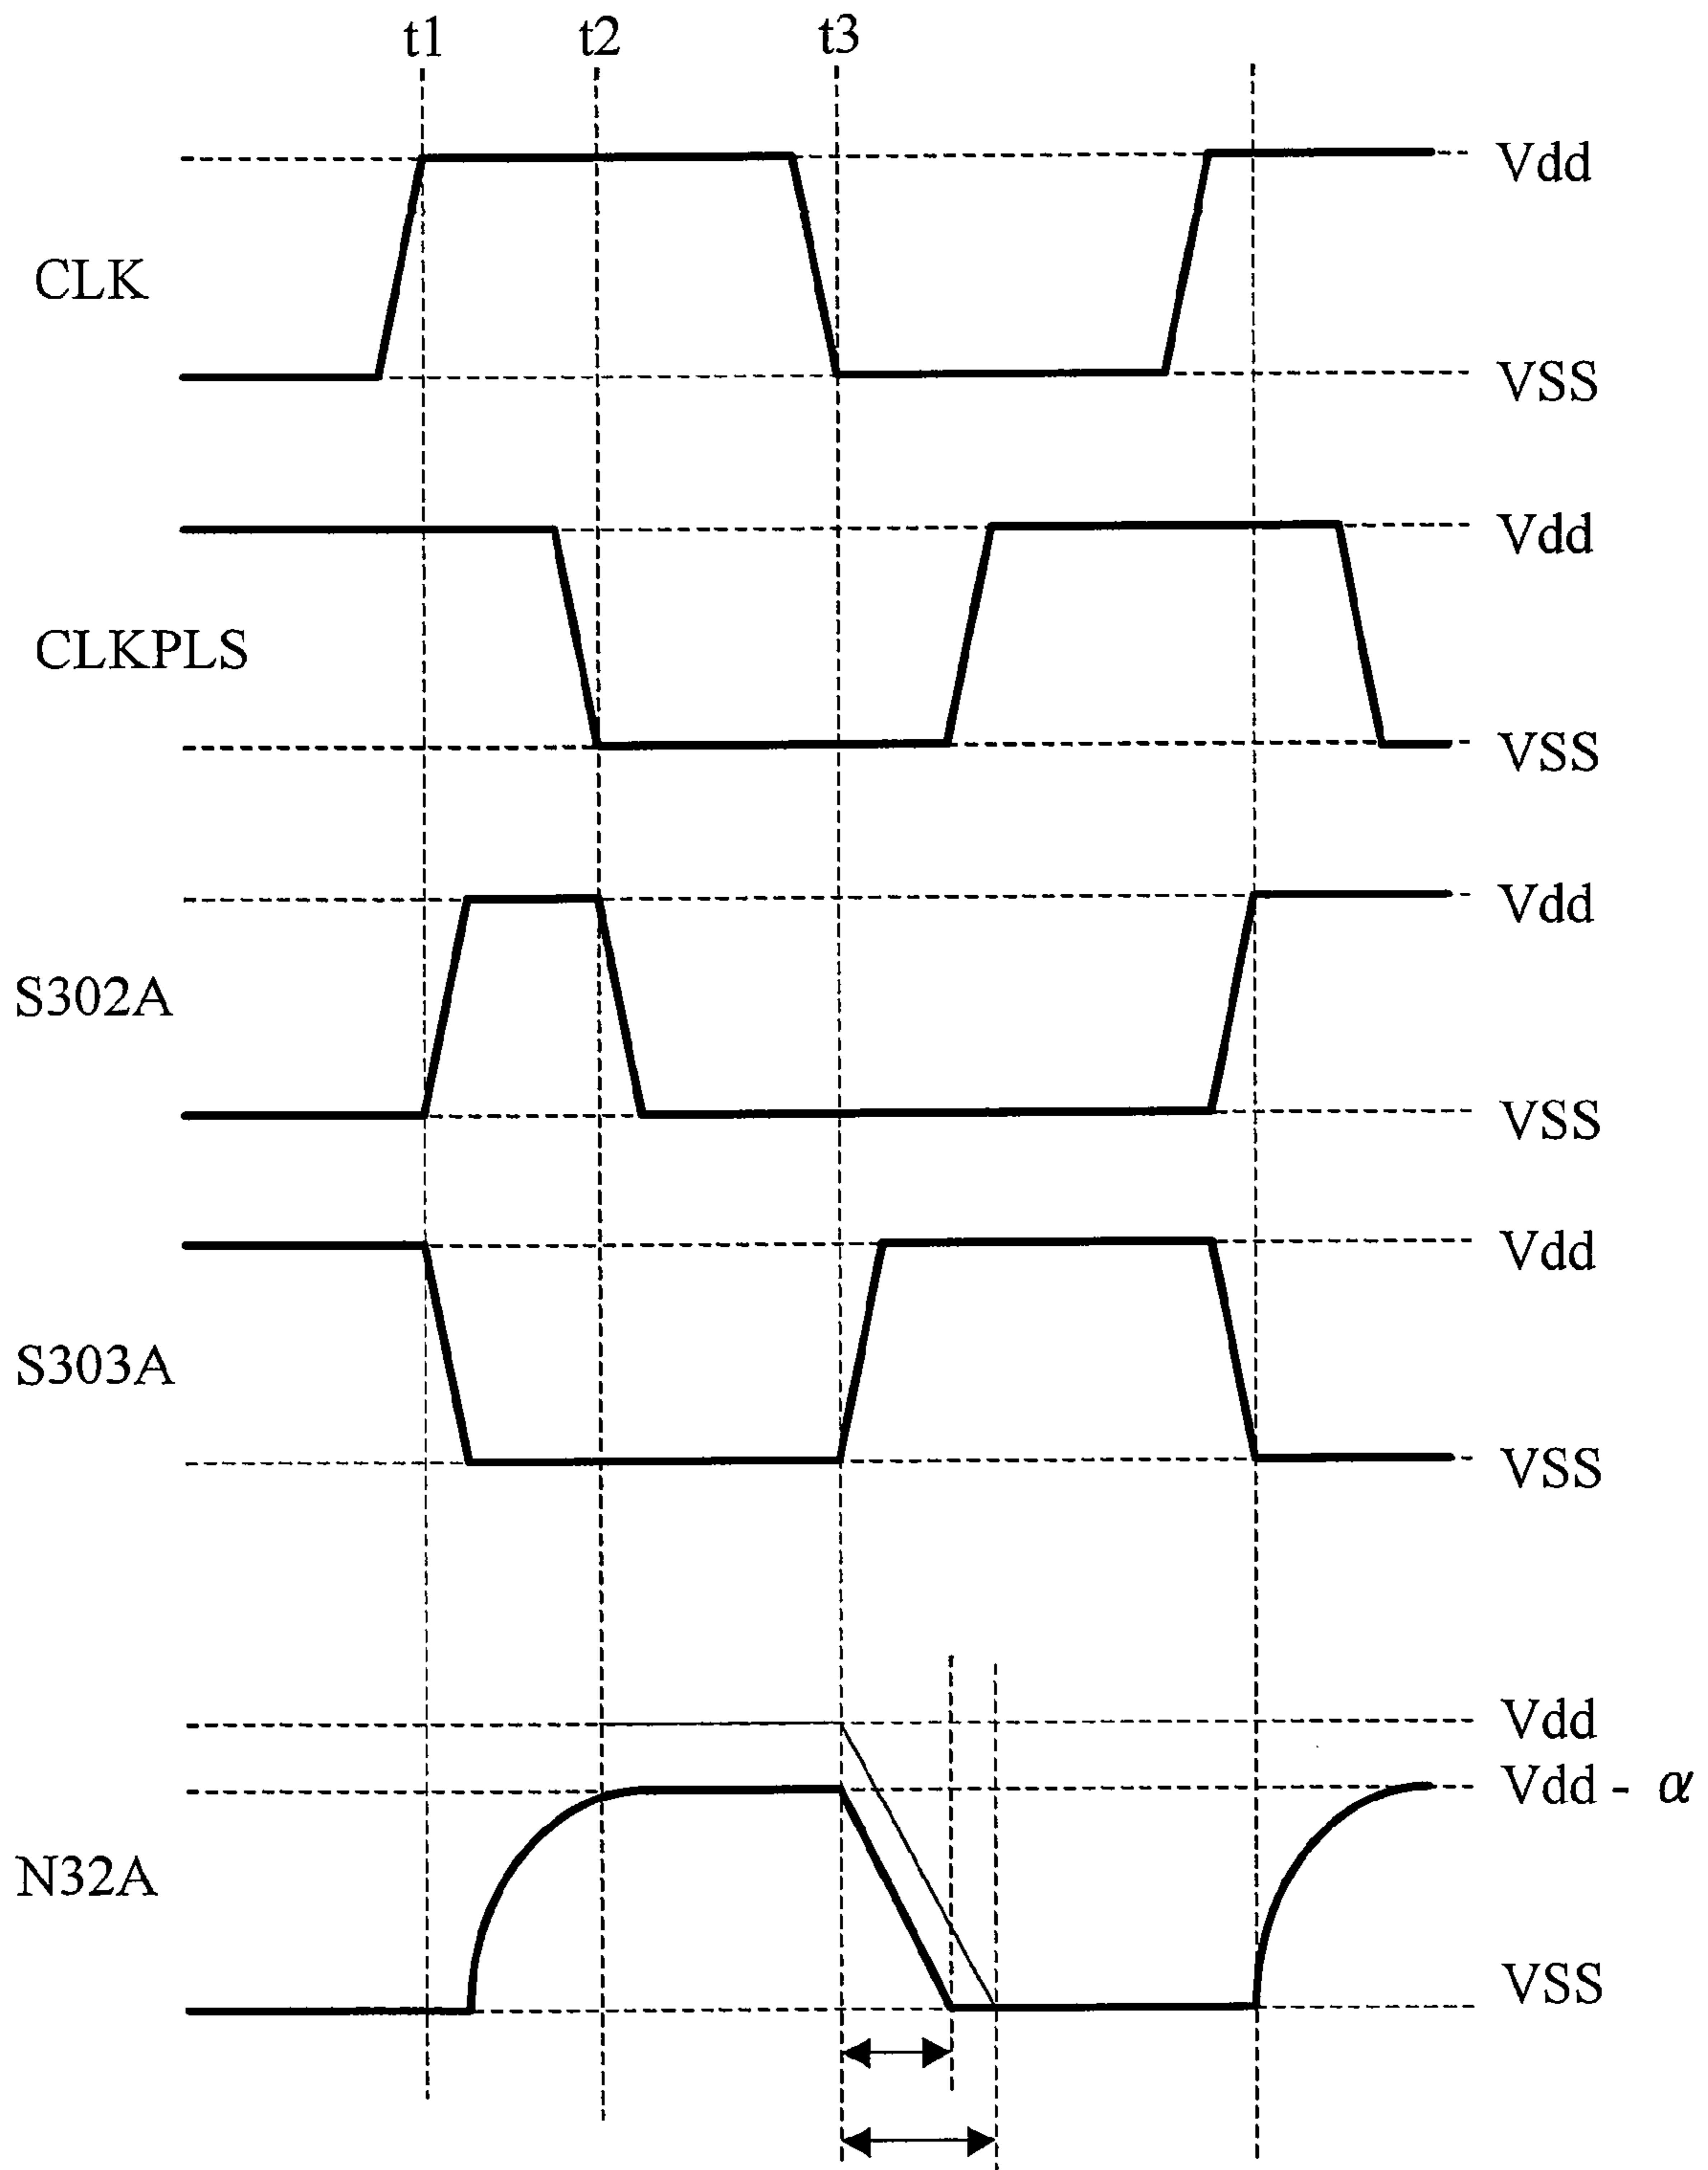 t1 t2 t3
Vdd
CLK
VSS
Vdd
CLKPLS
VSS
Vdd
S302A
VSS
Vdd
S303A
VSS
Vdd
Vdd - α
N32A
VSS